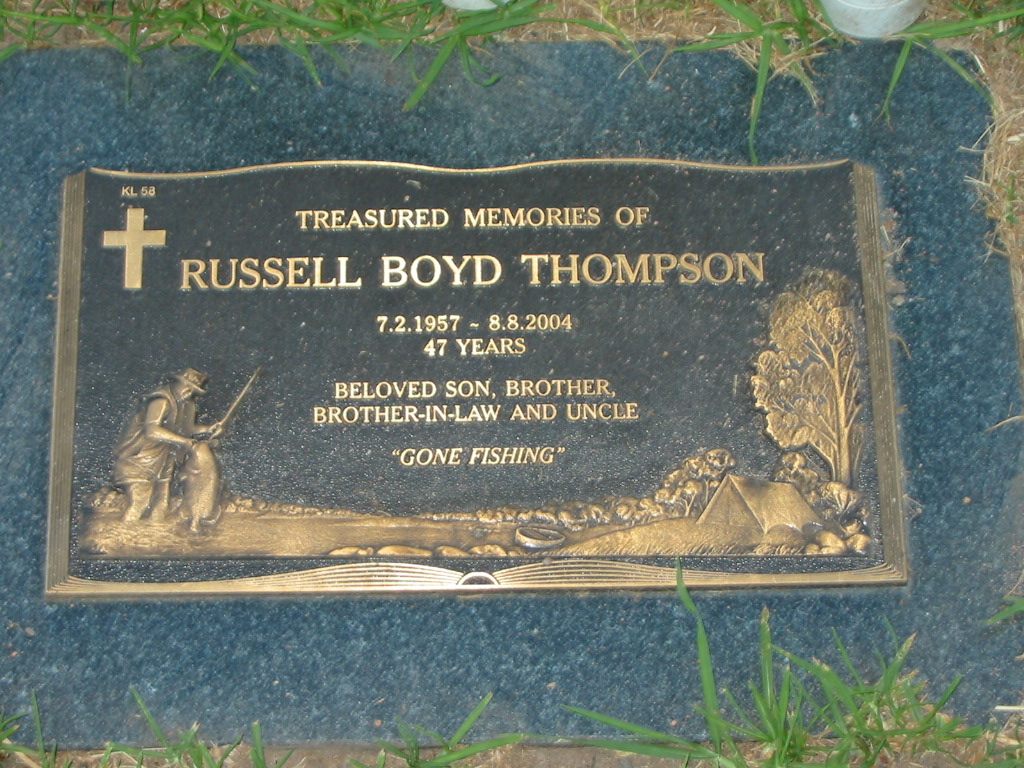 KL 58
TREASURED MEMORIES OF
RUSSELL BOYD THOMPSON
7.2.1957 ~ 8.8.2004
47 YEARS
BELOVED SON, BROTHER,
BROTHER-IN-LAW AND UNCLE
"GONE FISHING"